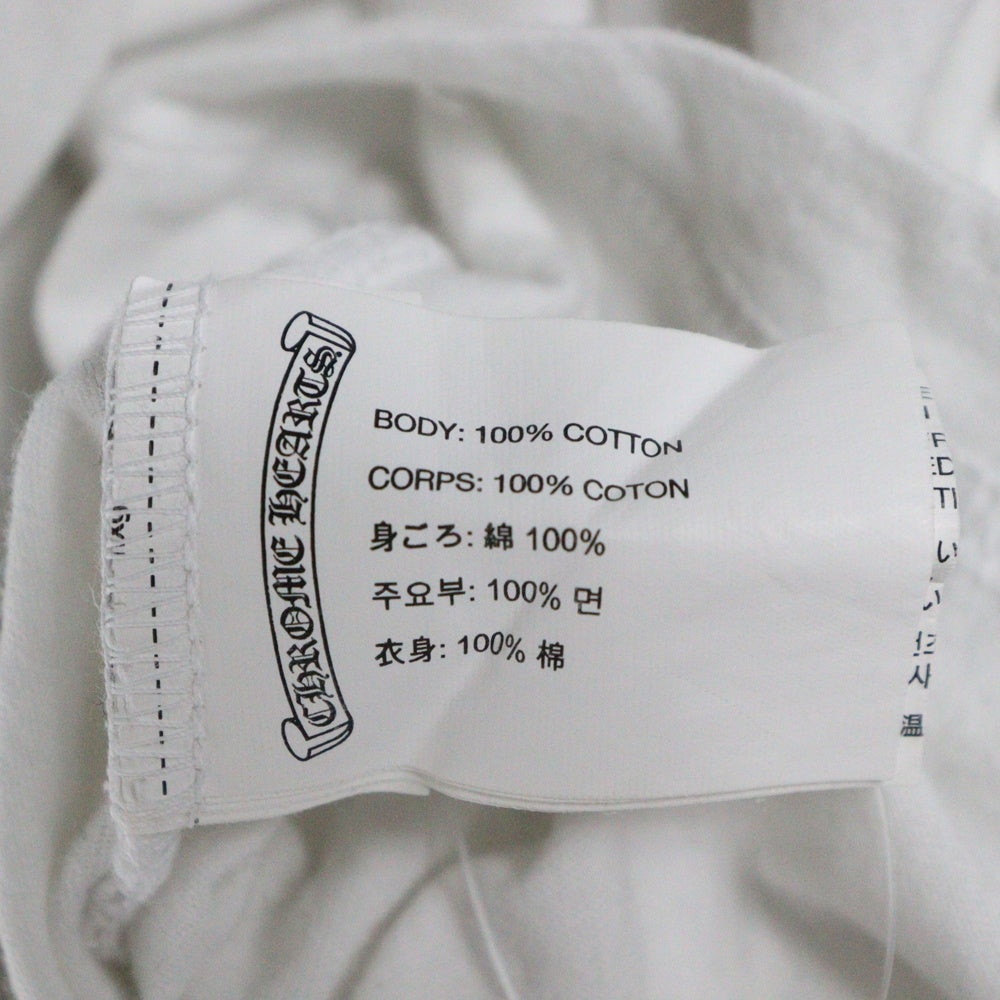 CHROME HEARTS
BODY: 100% COTTON
CORPS: 100% COTON
身ごろ: 綿 100%
주요부: 100% 면
衣身: 100% 棉
温